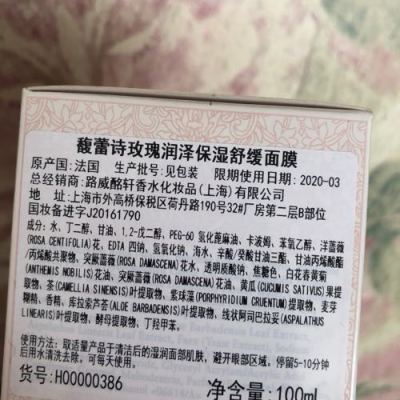 馥蕾诗玫瑰润泽保湿舒缓面膜
原产国：法国 生产批号：见包装 限期使用日期：2020-03
总经销商：路威酩轩香水化妆品(上海)有限公司
地址：上海市外高桥保税区荷丹路190号32#厂房第二层B部位
国妆备进字J20161790
成分：水、丁二醇、甘油、1,2-戊二醇、PEG-60 氢化蓖麻油、卡波姆、苯氧乙醇、洋蔷薇
(ROSA CENTIFOLIA)花、EDTA 四钠、氢氧化钠、海水、辛酸/癸酸甘油三酯、甘油丙烯酸酯
/丙烯酸共聚物、突厥蔷薇(ROSA DAMASCENA)花水、透明质酸钠、焦糖色、白花春黄菊
(ANTHEMIS NOBILIS)花油、突厥蔷薇(ROSA DAMASCENA)花油、黄瓜(CUCUMIS SATIVUS)果提
取物、茶(CAMELLIA SINENSIS)叶提取物、紫球藻(PORPHYRIDIUM CRUENTUM)提取物、麦芽
糊精、香精、库拉索芦荟(ALOE BARBADENSIS)叶提取物、线状阿司巴拉妥(ASPALATHUS
LINEARIS)叶提取物、酵母提取物、丁羟甲苯。
使用方法：取适量产品于清洁后的湿润面部肌肤，避开眼部区域。停留5-10分钟
后用水清洗去除。可每天使用。
货号：H00000386 净含量：100mL